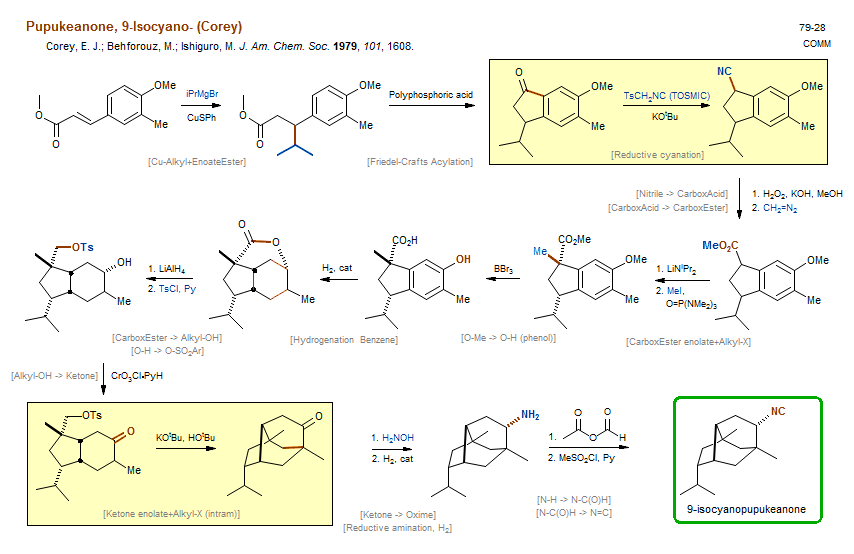 Pupukeanone, 9-Isocyano- (Corey)
79-28
Corey, E. J.; Behforouz, M.; Ishiguro, M. J. Am. Chem. Soc. 1979, 101, 1608.
COMM
O
O
OMe
Me
iPrMgBr
CuSPh
[Cu-Alkyl+EnoateEster]
O
O
OMe
Me
Polyphosphoric acid
[Friedel-Crafts Acylation]
O
OMe
Me
TsCH2NC (TOSMIC)
KOtBu
[Reductive cyanation]
NC
OMe
Me
[Nitrile -> CarboxAcid]
[CarboxAcid -> CarboxEster]
1. H2O2, KOH, MeOH
2. CH2=N2
MeO2C
OMe
Me
1. LiNiPr2
2. MeI,
O=P(NMe2)3
[CarboxEster enolate+Alkyl-X]
CO2Me
Me
OMe
Me
BBr3
[O-Me -> O-H (phenol)]
CO2H
OH
Me
H2, cat
[Hydrogenation Benzene]
O
O
Me
1. LiAlH4
2. TsCl, Py
[CarboxEster -> Alkyl-OH]
[O-H -> O-SO2Ar]
OTs
OH
Me
[Alkyl-OH -> Ketone]
CrO3Cl•PyH
OTs
O
Me
KOtBu, HOtBu
O
[Ketone enolate+Alkyl-X (intram)]
1. H2NOH
2. H2, cat
[Ketone -> Oxime]
[Reductive amination, H2]
NH2
O
O
1.
O
H
2. MeSO2Cl, Py
[N-H -> N-C(O)H]
[N-C(O)H -> N=C]
NC
9-isocyanopupukeanone